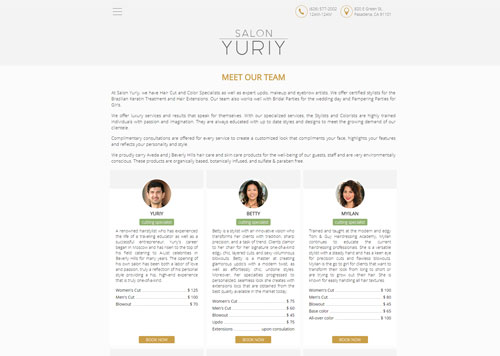 (626) 577-2002
10AM-10AM
800 E Green St,
Pasadena, CA 91101
SALON
YURIY
MEET OUR TEAM
At Salon Yuriy, we have Hair Cut and Color Specialists as well as expert updo, makeup and eyebrow artists. We offer certified stylists for the
Brazilian Keratin Treatment and Hair Extensions. Our team also works well with Bridal Parties for the wedding day and Pampering Parties for
Girls.
We offer luxury services and results that speak for themselves. With our specialized services, the Stylists and Colorists are highly trained
individuals with passion and imagination. They are always educated with up to date styles and designs to meet the growing demand of our
clientele.
Complimentary consultations are offered for every service to create a customized look that compliments your face, highlights your features
and reflects your personality and style.
We proudly carry Aveda and J Beverly Hills hair care and skin care products for the well-being of our guests, staff and are very environmentally
conscious. These products are organically based, botanically infused, and sulfate & paraben free.
YURIY
cutting specialist
A renowned hairstylist who has experienced
the life of a traveling educator as well as a
successful entrepreneur. Yuriy's career
began in Moscow and has risen to the top of
his field catering to A-List celebrities in
Beverly Hills for many years. The opening of
his own salon has been both a labor of love
and passion, truly a reflection of his personal
style providing a hip, high-end experience
that is truly unique.
Women's Cut $ 125
Men's Cut $ 100
Blowout $ 70
BOOK NOW
BETTY
cutting specialist
Betty is a stylist with an innovative vision who
transforms her clients with tradition, sharp
precision, and a task of trend. Clients clamor
to her chair for her signature one-of-a-kind
edgy, chic, layered cuts, and sexy, voluminous
blowouts. Betty is a master at creating
glamorous updos with a modern twist, as
well as effortlessly chic undone styles.
Moreover, her specialties progressed to
personalized, seamless look she creates with
extensions locs that are obtained from the
best quality available in the market today.
Women's Cut $ 75
Men's Cut $ 60
Blowout $ 45
Updo $ 75
Extensions upon consultation
BOOK NOW
MYLAN
cutting specialist
Trained and taught at the modern and edgy
Toni & Guy Hairdressing Academy, Mylan
continues to educate the current
hairdressing professionals. She is a versatile
stylist with a steady hand and has a keen eye
for precision cuts and flawless blowouts.
Mylan is the go to girl for clients that want to
transform their look from long to short or
are trying to grow out their hair. She is
known for easily handling all hair textures.
Women's Cut $ 100
Men's Cut $ 80
Blowout $ 45
Base color $ 65
All-over color $ 100
BOOK NOW